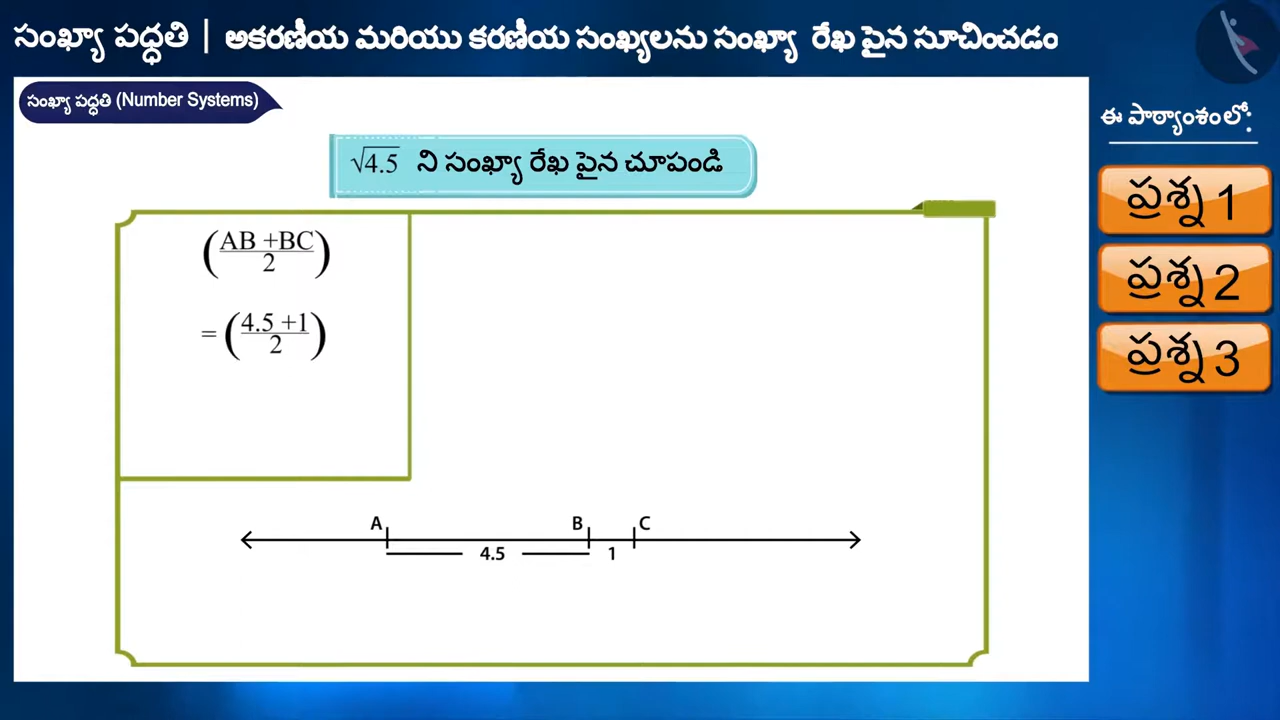 సంఖ్యా పద్ధతి | అకరణీయ మరియు కరణీయ సంఖ్యలను సంఖ్యా రేఖ పైన సూచించడం
సంఖ్యా పద్ధతి (Number Systems)
ఈ పాఠ్యాంశంలో:
√4.5 ని సంఖ్యా రేఖ పైన చూపండి
ప్రశ్న 1
ప్రశ్న 2
ప్రశ్న 3
(AB +BC / 2)
= (4.5 +1 / 2)
A B C
4.5 1